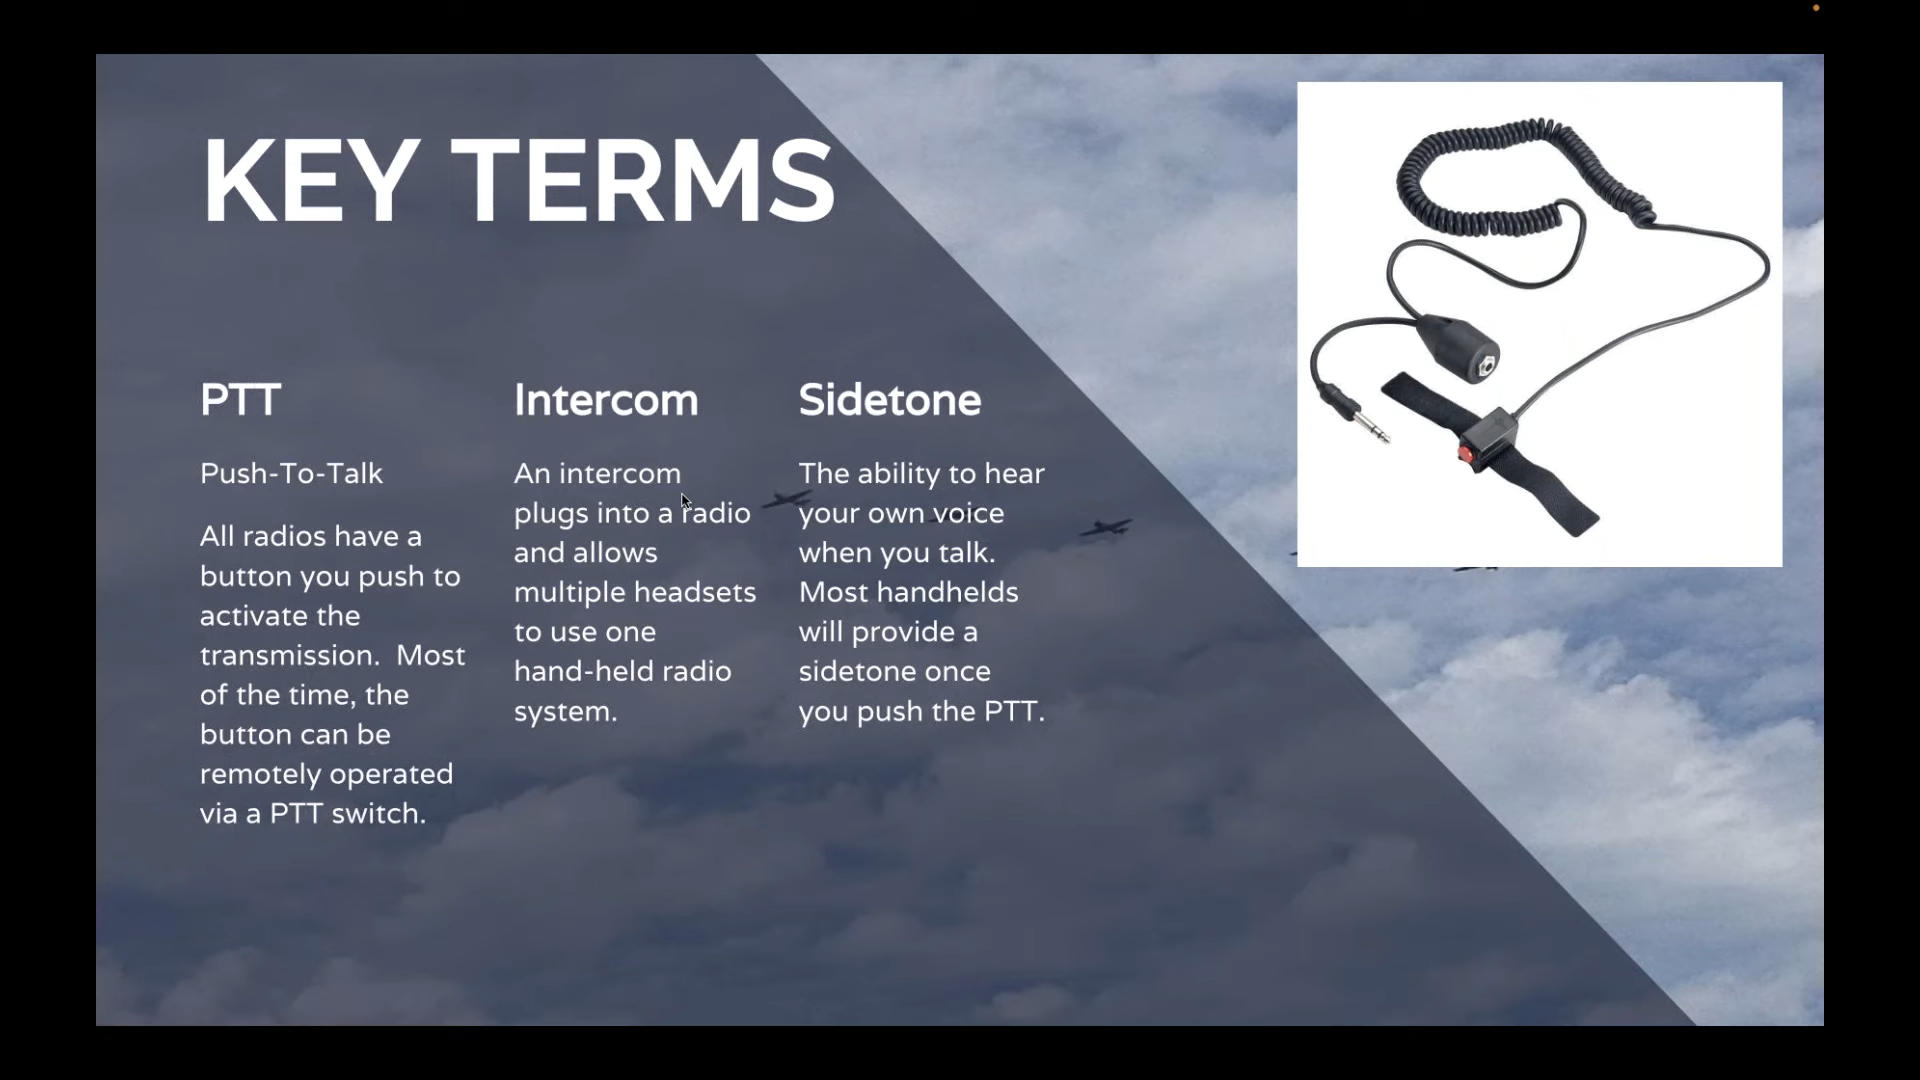 KEY TERMS
PTT
Push-To-Talk
All radios have a
button you push to
activate the
transmission.  Most
of the time, the
button can be
remotely operated
via a PTT switch.
Intercom
An intercom
plugs into a radio
and allows
multiple headsets
to use one
hand-held radio
system.
Sidetone
The ability to hear
your own voice
when you talk.
Most handhelds
will provide a
sidetone once
you push the PTT.